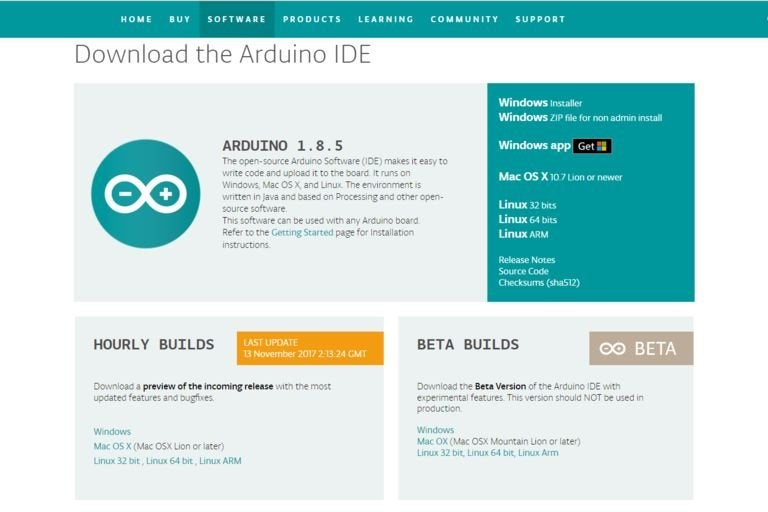 HOME BUY SOFTWARE PRODUCTS LEARNING COMMUNITY SUPPORT
Download the Arduino IDE
ARDUINO 1.8.5
The open-source Arduino Software (IDE) makes it easy to
write code and upload it to the board. It runs on
Windows, Mac OS X, and Linux. The environment is
written in Java and based on Processing and other open-
source software.
This software can be used with any Arduino board.
Refer to the Getting Started page for Installation
instructions.
Windows Installer
Windows ZIP file for non admin install
Windows app Get
Mac OS X 10.7 Lion or newer
Linux 32 bits
Linux 64 bits
Linux ARM
Release Notes
Source Code
Checksums (sha512)
HOURLY BUILDS
LAST UPDATE
13 November 2017 2:13:24 GMT
Download a preview of the incoming release with the most
updated features and bugfixes.
Windows
Mac OS X (Mac OSX Lion or later)
Linux 32 bit , Linux 64 bit , Linux ARM
BETA BUILDS
BETA
Download the Beta Version of the Arduino IDE with
experimental features. This version should NOT be used in
production.
Windows
Mac OX (Mac OSX Mountain Lion or later)
Linux 32 bit, Linux 64 bit, Linux Arm